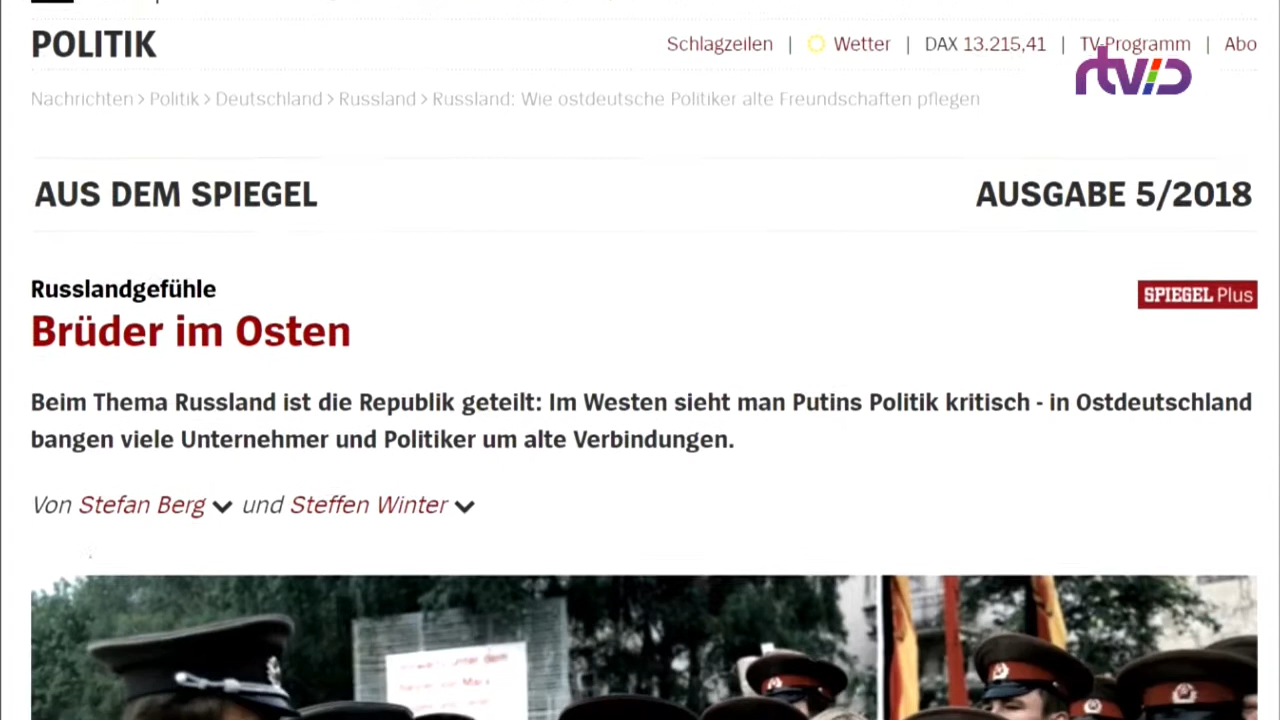 POLITIK
Schlagzeilen | Wetter | DAX 13.215,41 | TV-Programm | Abo
rtvd
Nachrichten > Politik > Deutschland > Russland > Russland: Wie ostdeutsche Politiker alte Freundschaften pflegen
AUS DEM SPIEGEL
AUSGABE 5/2018
Russlandgefühle
SPIEGEL Plus
Brüder im Osten
Beim Thema Russland ist die Republik geteilt: Im Westen sieht man Putins Politik kritisch - in Ostdeutschland
bangen viele Unternehmer und Politiker um alte Verbindungen.
Von Stefan Berg und Steffen Winter